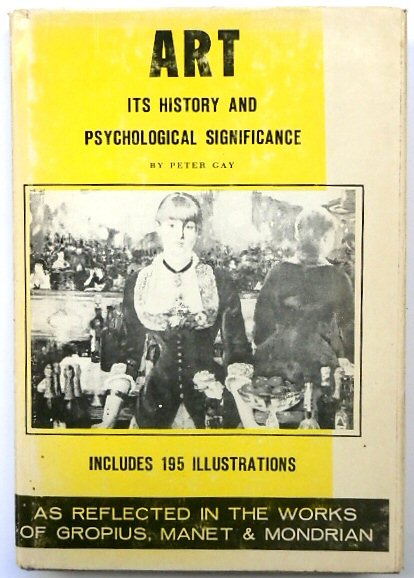 ART
ITS HISTORY AND
PSYCHOLOGICAL SIGNIFICANCE
BY PETER GAY
INCLUDES 195 ILLUSTRATIONS
AS REFLECTED IN THE WORKS
OF GROPIUS, MANET & MONDRIAN